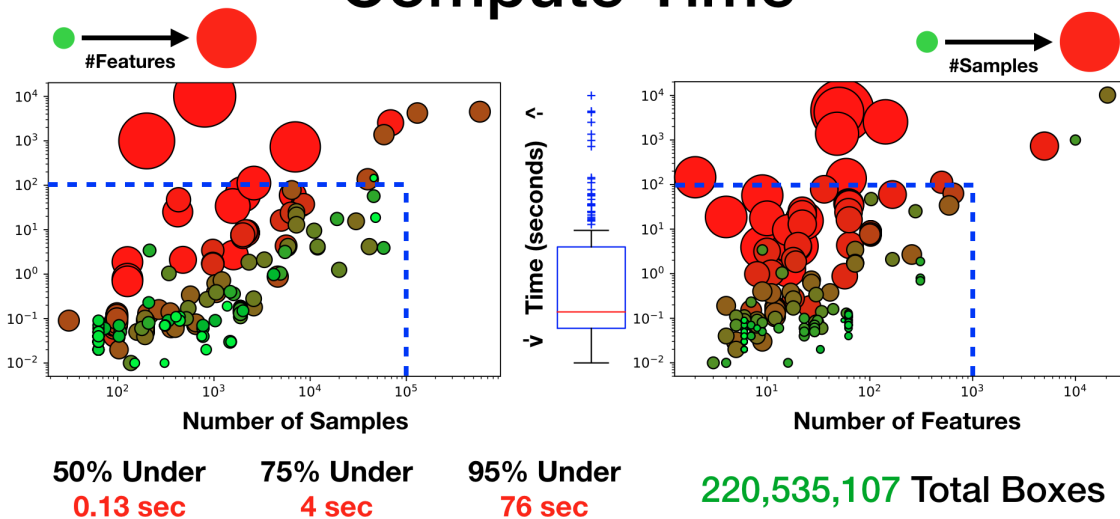 Compute Time
#Features
#Samples
10⁴
10³
10²
10¹
10⁰
10⁻¹
10⁻²
10²
10³
10⁴
10⁵
Number of Samples
v Time (seconds) ^
10⁴
10³
10²
10¹
10⁰
10⁻¹
10⁻²
10¹
10²
10³
10⁴
Number of Features
50% Under
0.13 sec
75% Under
4 sec
95% Under
76 sec
220,535,107 Total Boxes